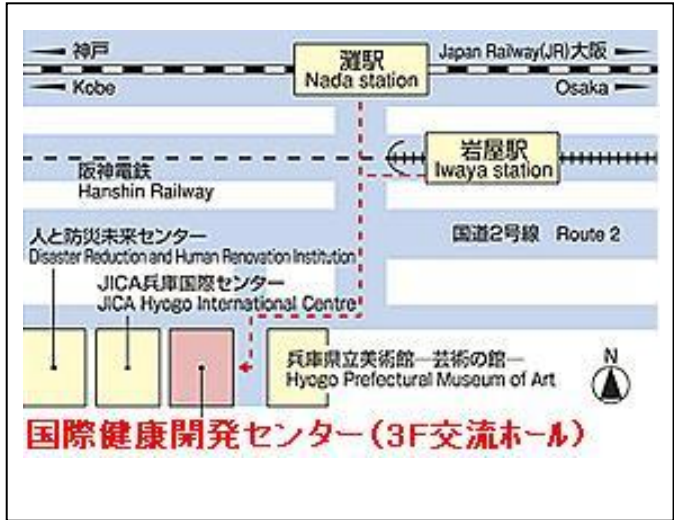 神戸
Kobe
灘駅
Nada station
Japan Railway(JR)大阪
Osaka
岩屋駅
Iwaya station
阪神電鉄
Hanshin Railway
国道2号線 Route 2
人と防災未来センター
Disaster Reduction and Human Renovation Institution
JICA兵庫国際センター
JICA Hyogo International Centre
兵庫県立美術館―芸術の館―
Hyogo Prefectural Museum of Art
N
国際健康開発センター(3F交流ホール)